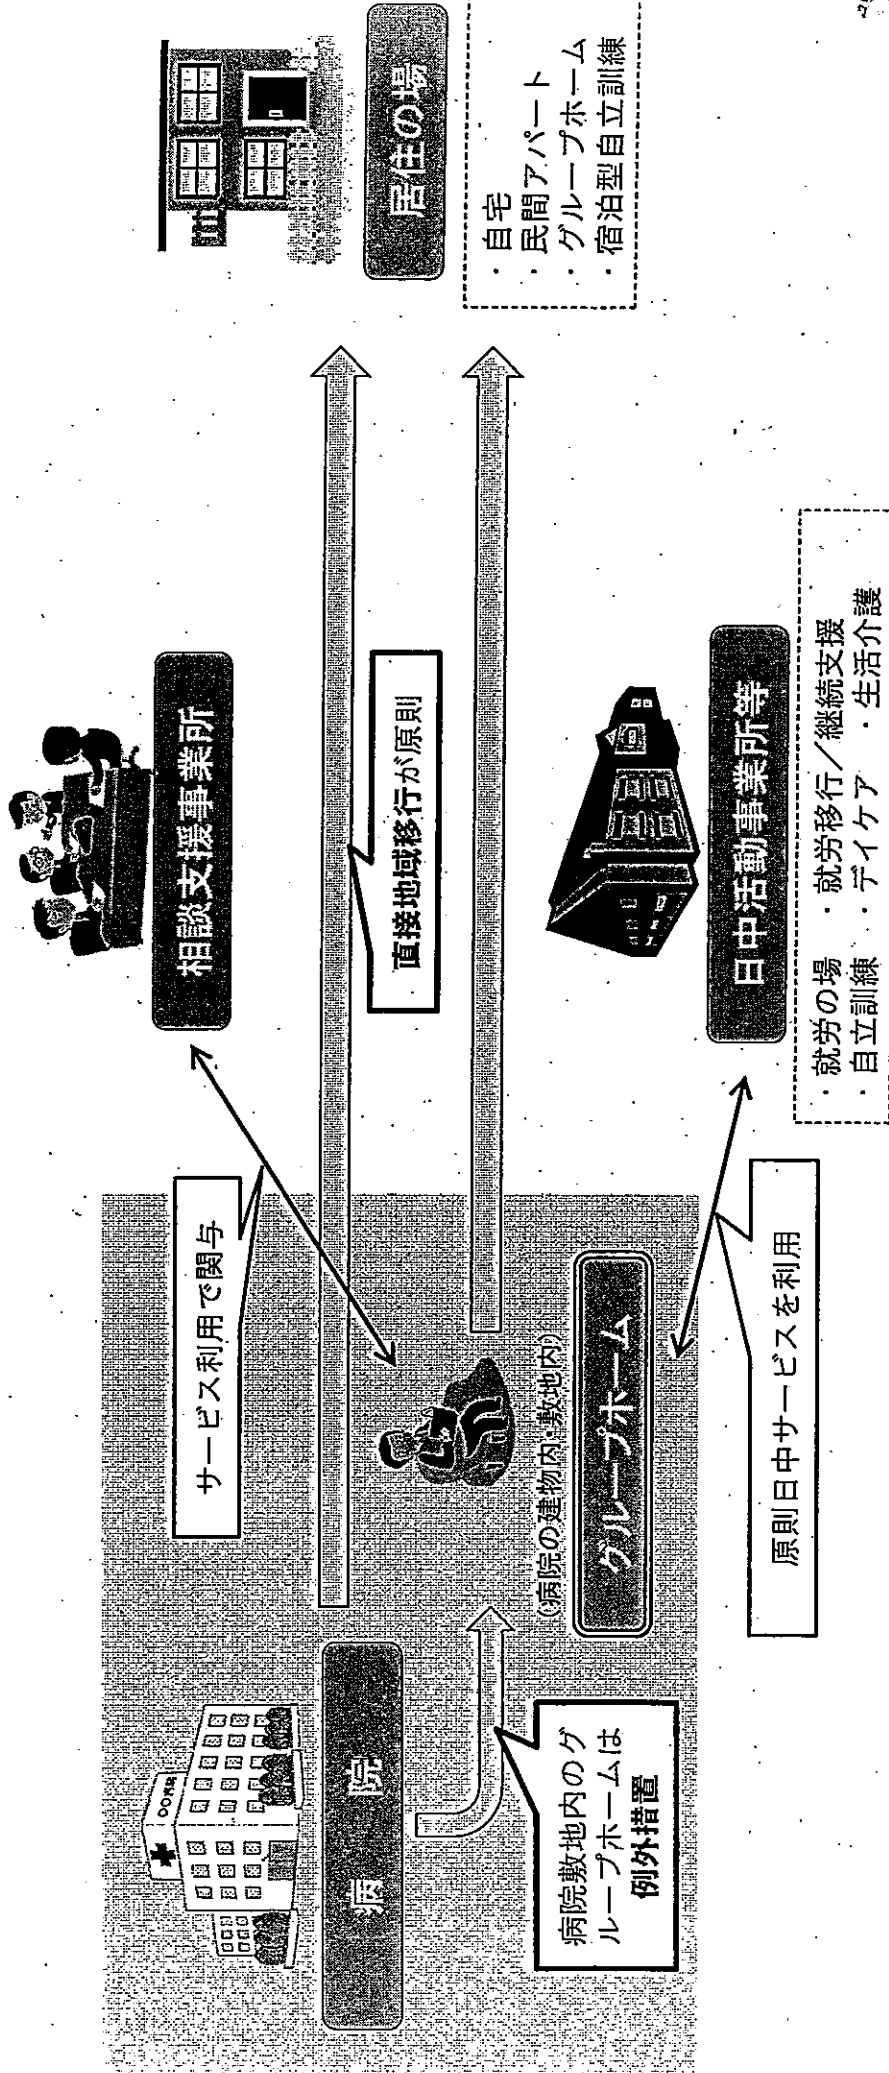 ○○病院
病院
病院敷地内のグ
ループホームは
例外措置
(病院の建物内・敷地内)
グループホーム
サービス利用で関与
原則日中サービスを利用
相談支援事業所
直接地域移行が原則
日中活動事業所等
・就労の場 ・就労移行／継続支援
・自立訓練 ・デイケア ・生活介護
居住の場
・自宅
・民間アパート
・グループホーム
・宿泊型自立訓練